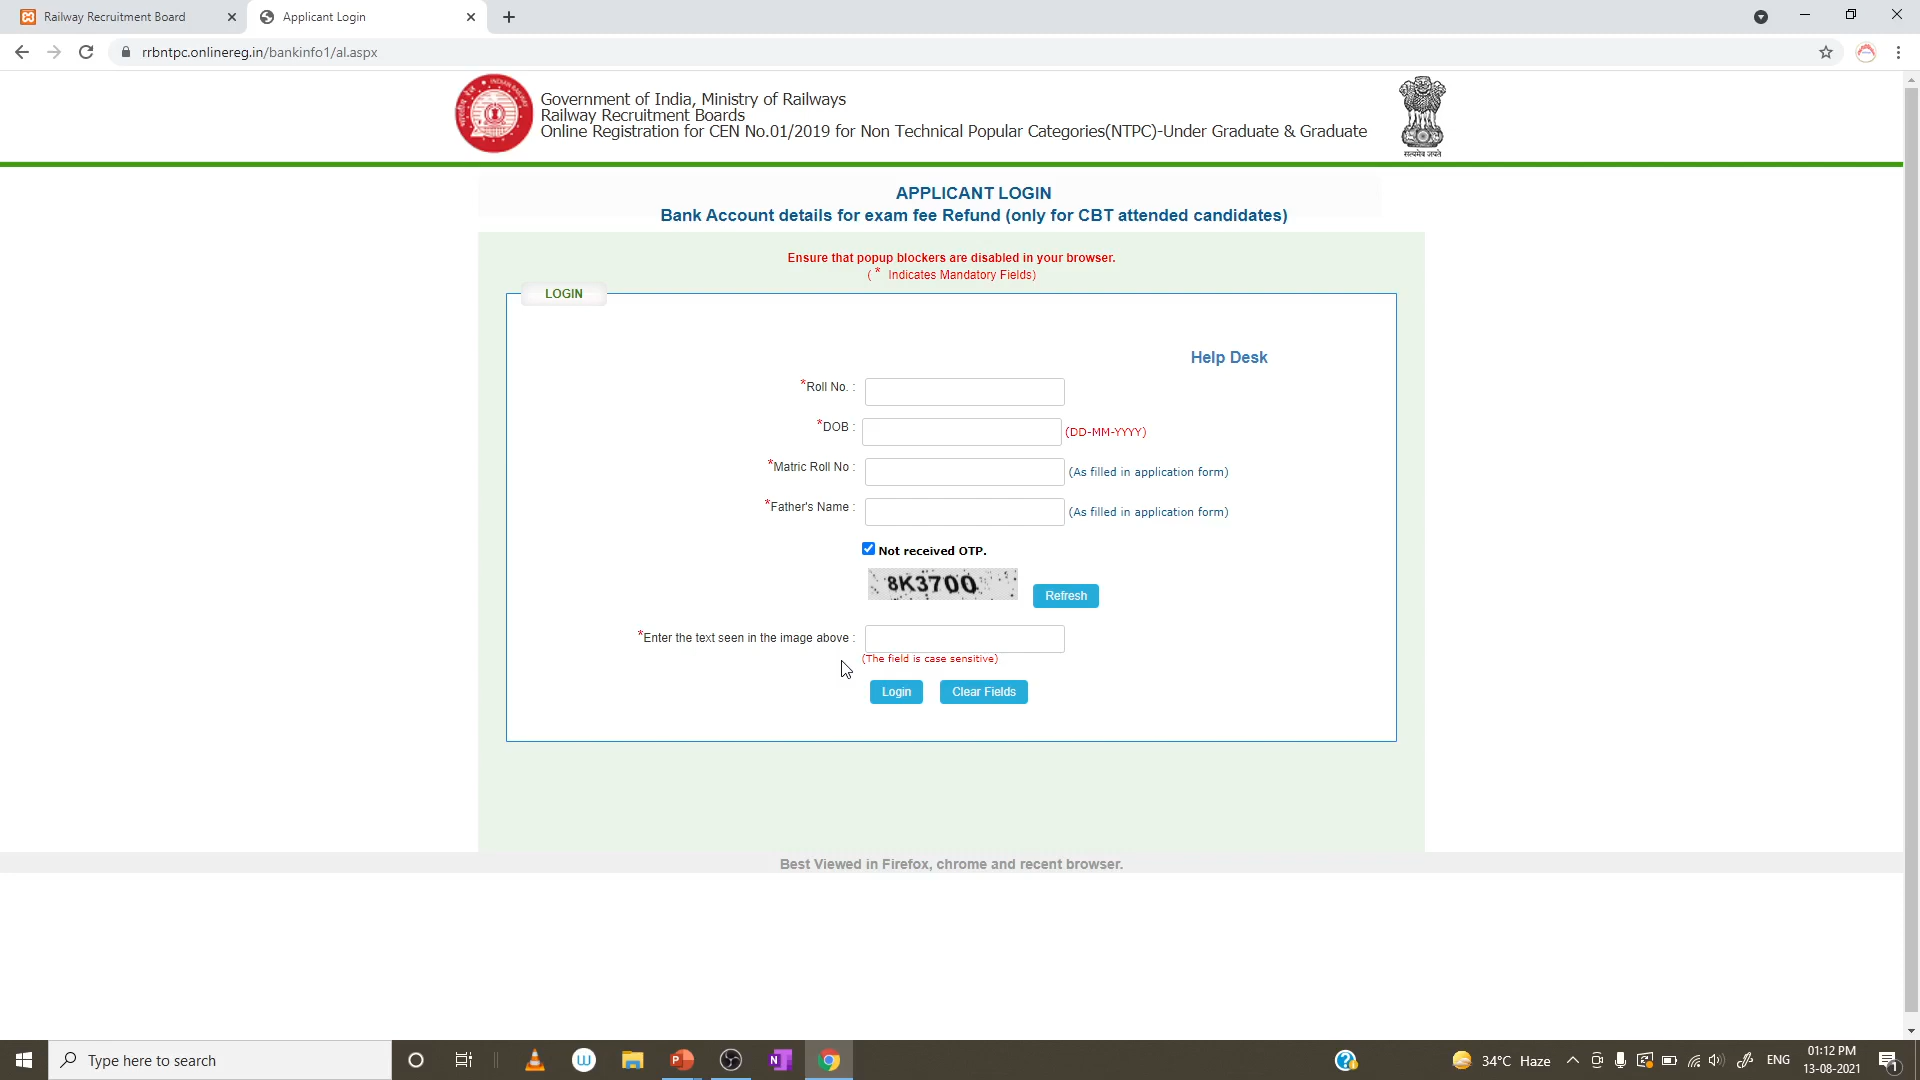 Railway Recruitment Board
Applicant Login
rrbntpc.onlinereg.in/bankinfo1/al.aspx
Government of India, Ministry of Railways
Railway Recruitment Boards
Online Registration for CEN No.01/2019 for Non Technical Popular Categories(NTPC)-Under Graduate & Graduate
सत्यमेव जयते
APPLICANT LOGIN
Bank Account details for exam fee Refund (only for CBT attended candidates)
Ensure that popup blockers are disabled in your browser.
( * Indicates Mandatory Fields)
LOGIN
Help Desk
*Roll No. :
*DOB : (DD-MM-YYYY)
*Matric Roll No : (As filled in application form)
*Father's Name : (As filled in application form)
Not received OTP.
8K3700
Refresh
*Enter the text seen in the image above :
(The field is case sensitive)
Login Clear Fields
Best Viewed in Firefox, chrome and recent browser.
Type here to search
34°C Haze
ENG
01:12 PM
13-08-2021
1